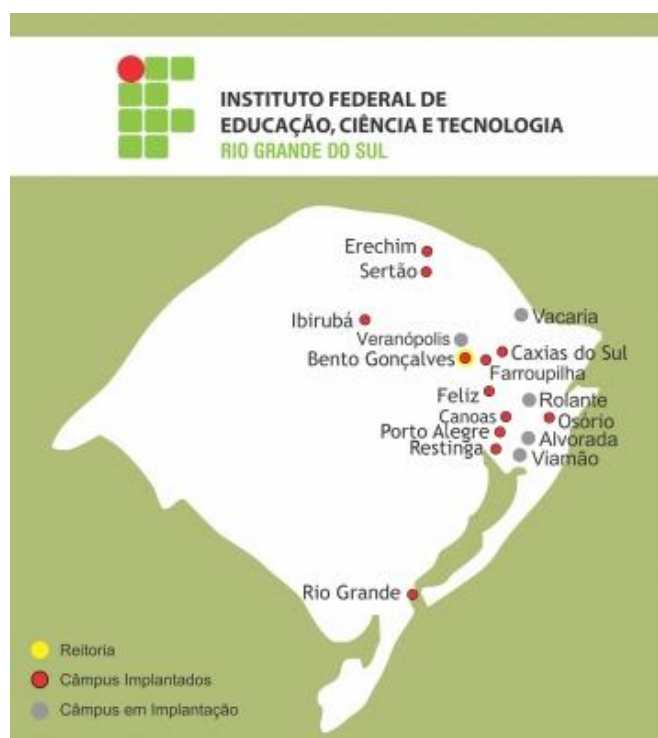 INSTITUTO FEDERAL DE
EDUCAÇÃO, CIÊNCIA E TECNOLOGIA
RIO GRANDE DO SUL
Erechim
Sertão
Ibirubá
Vacaria
Veranópolis
Bento Gonçalves
Caxias do Sul
Farroupilha
Feliz
Rolante
Canoas
Osório
Porto Alegre
Alvorada
Restinga
Viamão
Rio Grande
Reitoria
Câmpus Implantados
Câmpus em Implantação